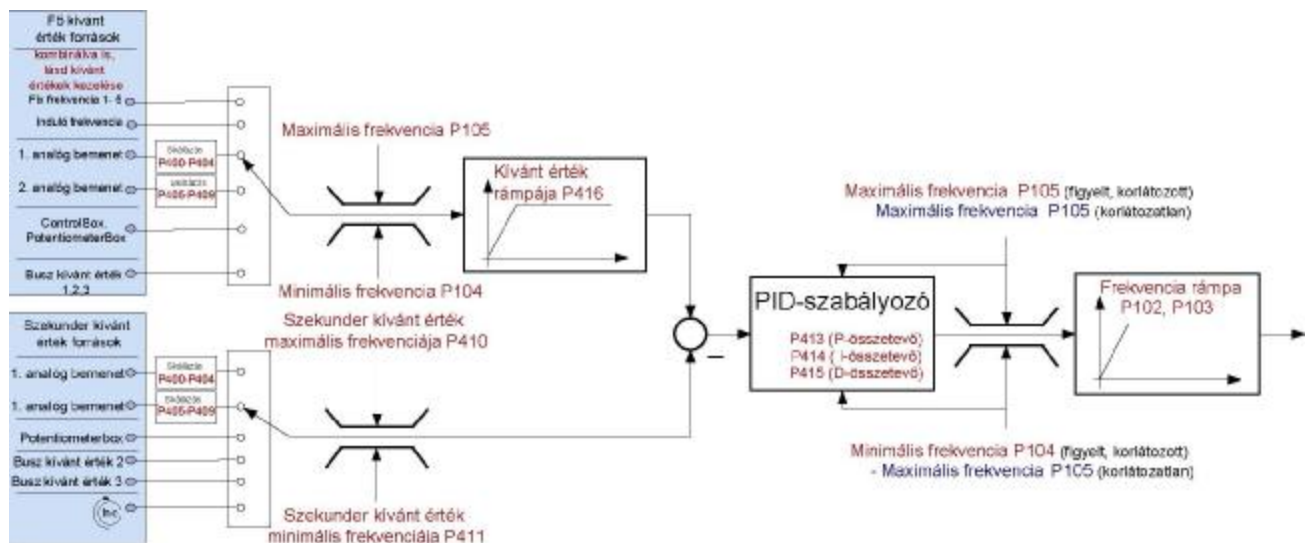 Fő kívánt
érték források
kombinálva is,
lásd kívánt
értékek kezelése
Fix frekvencia 1- 5
Induló frekvencia
1. analóg bemenet
2. analóg bemenet
ControlBox,
PotentiometerBox
Busz kívánt érték
1,2,3
Skálázás
P400-P404
Skálázás
P405-P409
Maximális frekvencia P105
Minimális frekvencia P104
Kívánt érték
rámpája P416
Szekunder kívánt
érték források
1. analóg bemenet
1. analóg bemenet
Potentiometerbox
Busz kívánt érték 2
Busz kívánt érték 3
Skálázás
P400-P404
Skálázás
P405-P409
Szekunder kívánt érték
maximális frekvenciája P410
Szekunder kívánt érték
minimális frekvenciája P411
Maximális frekvencia P105 (figyelt, korlátozott)
Maximális frekvencia P105 (korlátozatlan)
PID-szabályozó
P413 (P-összetevő)
P414 ( I-összetevő)
P415 (D-összetevő)
–
Frekvencia rámpa
P102, P103
Minimális frekvencia P104 (figyelt, korlátozott)
- Maximális frekvencia P105 (korlátozatlan)